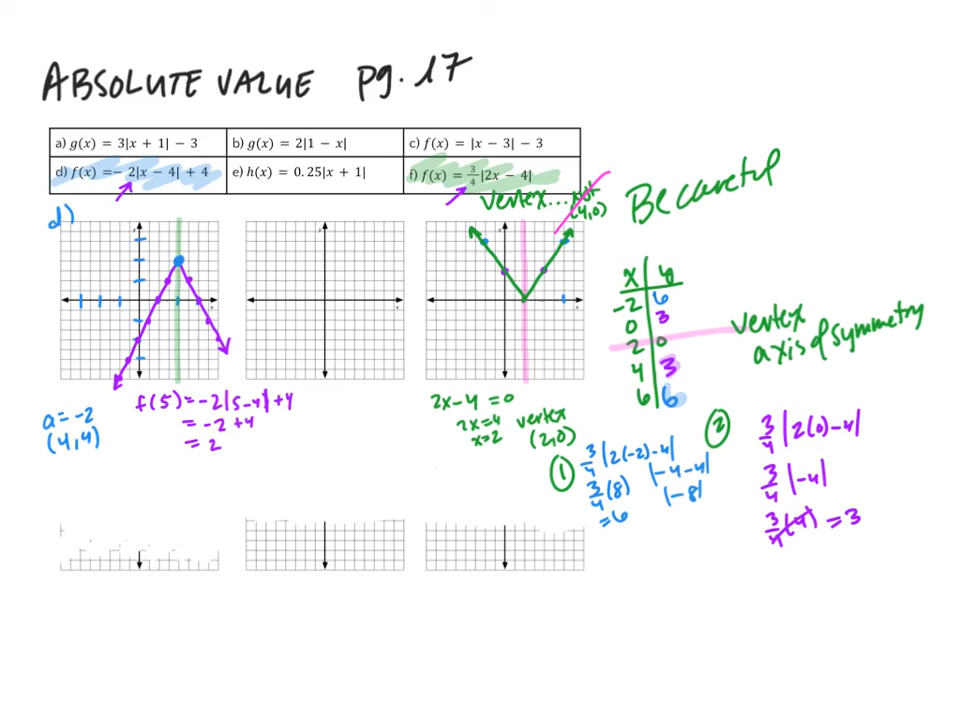 ABSOLUTE VALUE pg. 17
a) g(x) = 3|x + 1| − 3
b) g(x) = 2|1 − x|
c) f(x) = |x − 3| − 3
d) f(x) =− 2|x − 4| + 4
e) h(x) = 0.25|x + 1|
f) f(x) = 3/4 |2x − 4|
vertex... not
(4,0)
Be careful
d)
x | y
-2 | 6
0 | 3
2 | 0
4 | 3
6 | 6
vertex
axis of symmetry
a = -2
(4,4)
f(5) = -2|5-4| + 4
= -2 + 4
= 2
2x - 4 = 0
2x = 4
x = 2
vertex
(2,0)
①
3/4 |2(-2) - 4|
|-4 - 4|
3/4 (8)
|-8|
= 6
②
3/4 |2(0) - 4|
3/4 |-4|
3/4 (4) = 3